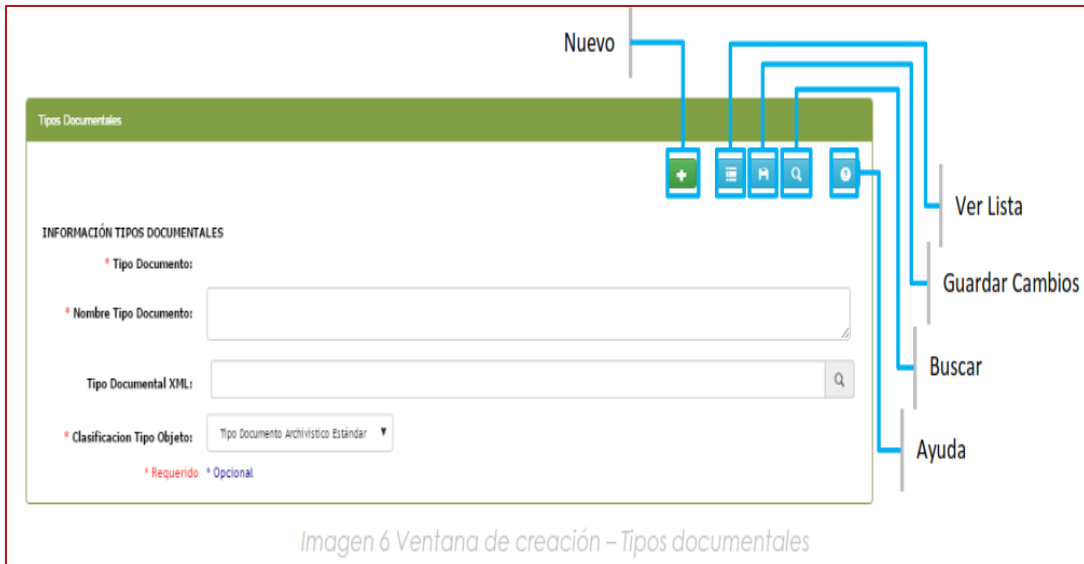 Nuevo
Tipos Documentales
Ver Lista
Guardar Cambios
Buscar
Ayuda
INFORMACIÓN TIPOS DOCUMENTALES
* Tipo Documento:
* Nombre Tipo Documento:
Tipo Documental XML:
* Clasificacion Tipo Objeto: Tipo Documento Archivistico Estándar
* Requerido * Opcional
Imagen 6 Ventana de creación – Tipos documentales